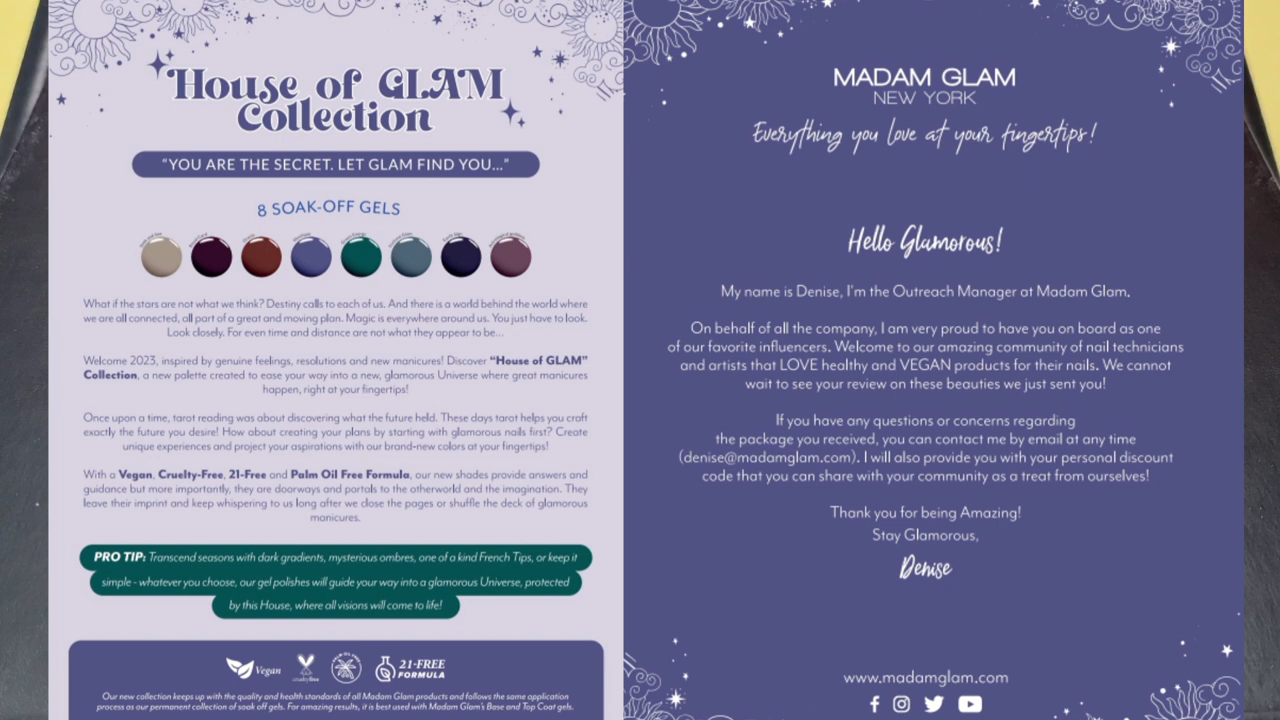 House of GLAM
Collection
“YOU ARE THE SECRET. LET GLAM FIND YOU...”
8 SOAK-OFF GELS
What if the stars are not what we think? Destiny calls to each of us. And there is a world behind the world where
we are all connected, all part of a great and moving plan. Magic is everywhere around us. You just have to look.
Look closely. For even time and distance are not what they appear to be...
Welcome 2023, inspired by genuine feelings, resolutions and new manicures! Discover “House of GLAM”
Collection, a new palette created to ease your way into a new, glamorous Universe where great manicures
happen, right at your fingertips!
Once upon a time, tarot reading was about discovering what the future held. These days tarot helps you craft
exactly the future you desire! How about creating your plans by starting with glamorous nails first? Create
unique experiences and project your aspirations with our brand-new colors at your fingertips!
With a Vegan, Cruelty-Free, 21-Free and Palm Oil Free Formula, our new shades provide answers and
guidance but more importantly, they are doorways and portals to the otherworld and the imagination. They
leave their imprint and keep whispering to us long after we close the pages or shuffle the deck of glamorous
manicures.
PRO TIP: Transcend seasons with dark gradients, mysterious ombres, one of a kind French Tips, or keep it
simple - whatever you choose, our gel polishes will guide your way into a glamorous Universe, protected
by this House, where all visions will come to life!
Vegan
cruelty free
21-FREE
FORMULA
Our new collection keeps up with the quality and health standards of all Madam Glam products and follows the same application
process as our permanent collection of soak off gels. For amazing results, it is best used with Madam Glam's Base and Top Coat gels.
MADAM GLAM
NEW YORK
Everything you love at your fingertips!
Hello Glamorous!
My name is Denise, I'm the Outreach Manager at Madam Glam.
On behalf of all the company, I am very proud to have you on board as one
of our favorite influencers. Welcome to our amazing community of nail technicians
and artists that LOVE healthy and VEGAN products for their nails. We cannot
wait to see your review on these beauties we just sent you!
If you have any questions or concerns regarding
the package you received, you can contact me by email at any time
(denise@madamglam.com). I will also provide you with your personal discount
code that you can share with your community as a treat from ourselves!
Thank you for being Amazing!
Stay Glamorous,
Denise
www.madamglam.com